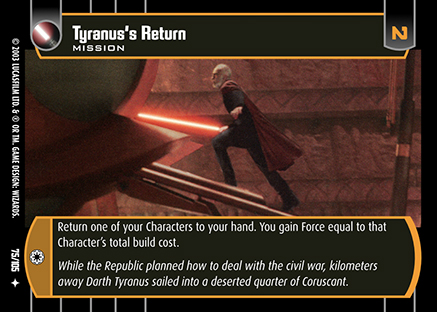 Tyranus's Return
MISSION
N
Return one of your Characters to your hand. You gain Force equal to that
Character's total build cost.
While the Republic planned how to deal with the civil war, kilometers
away Darth Tyranus sailed into a deserted quarter of Coruscant.
© 2003 LUCASFILM LTD. & ® OR TM. GAME DESIGN: WIZARDS.
75/105